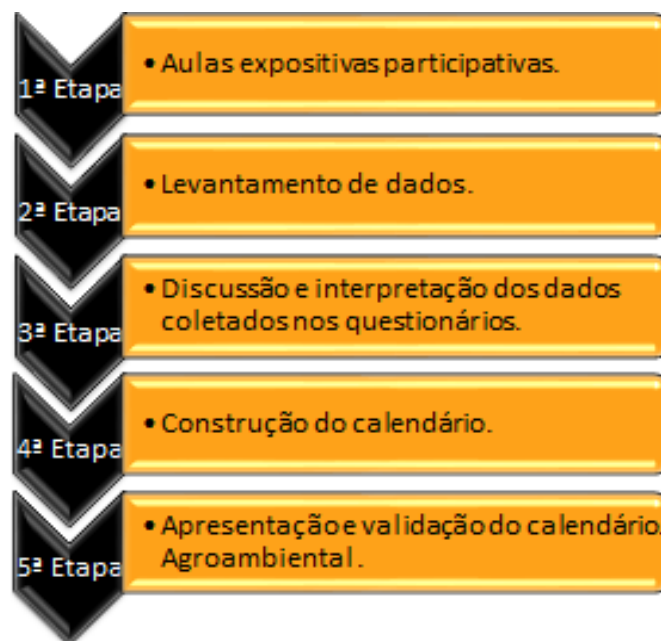 1ª Etapa
• Aulas expositivas participativas.
2ª Etapa
• Levantamento de dados.
3ª Etapa
• Discussão e interpretação dos dados
coletados nos questionários.
4ª Etapa
• Construção do calendário.
5ª Etapa
• Apresentação e validação do calendário.
Agroambiental.